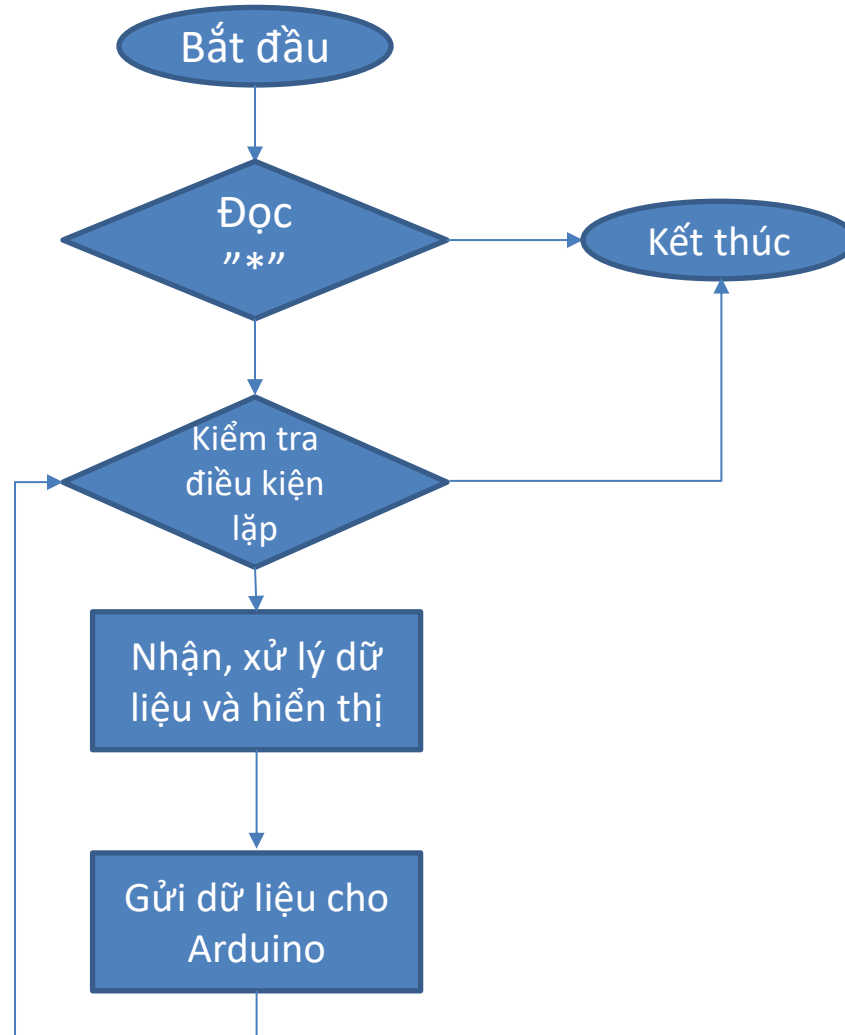 Bắt đầu
Đọc
”*”
Kết thúc
Kiểm tra
điều kiện
lặp
Nhận, xử lý dữ
liệu và hiển thị
Gửi dữ liệu cho
Arduino